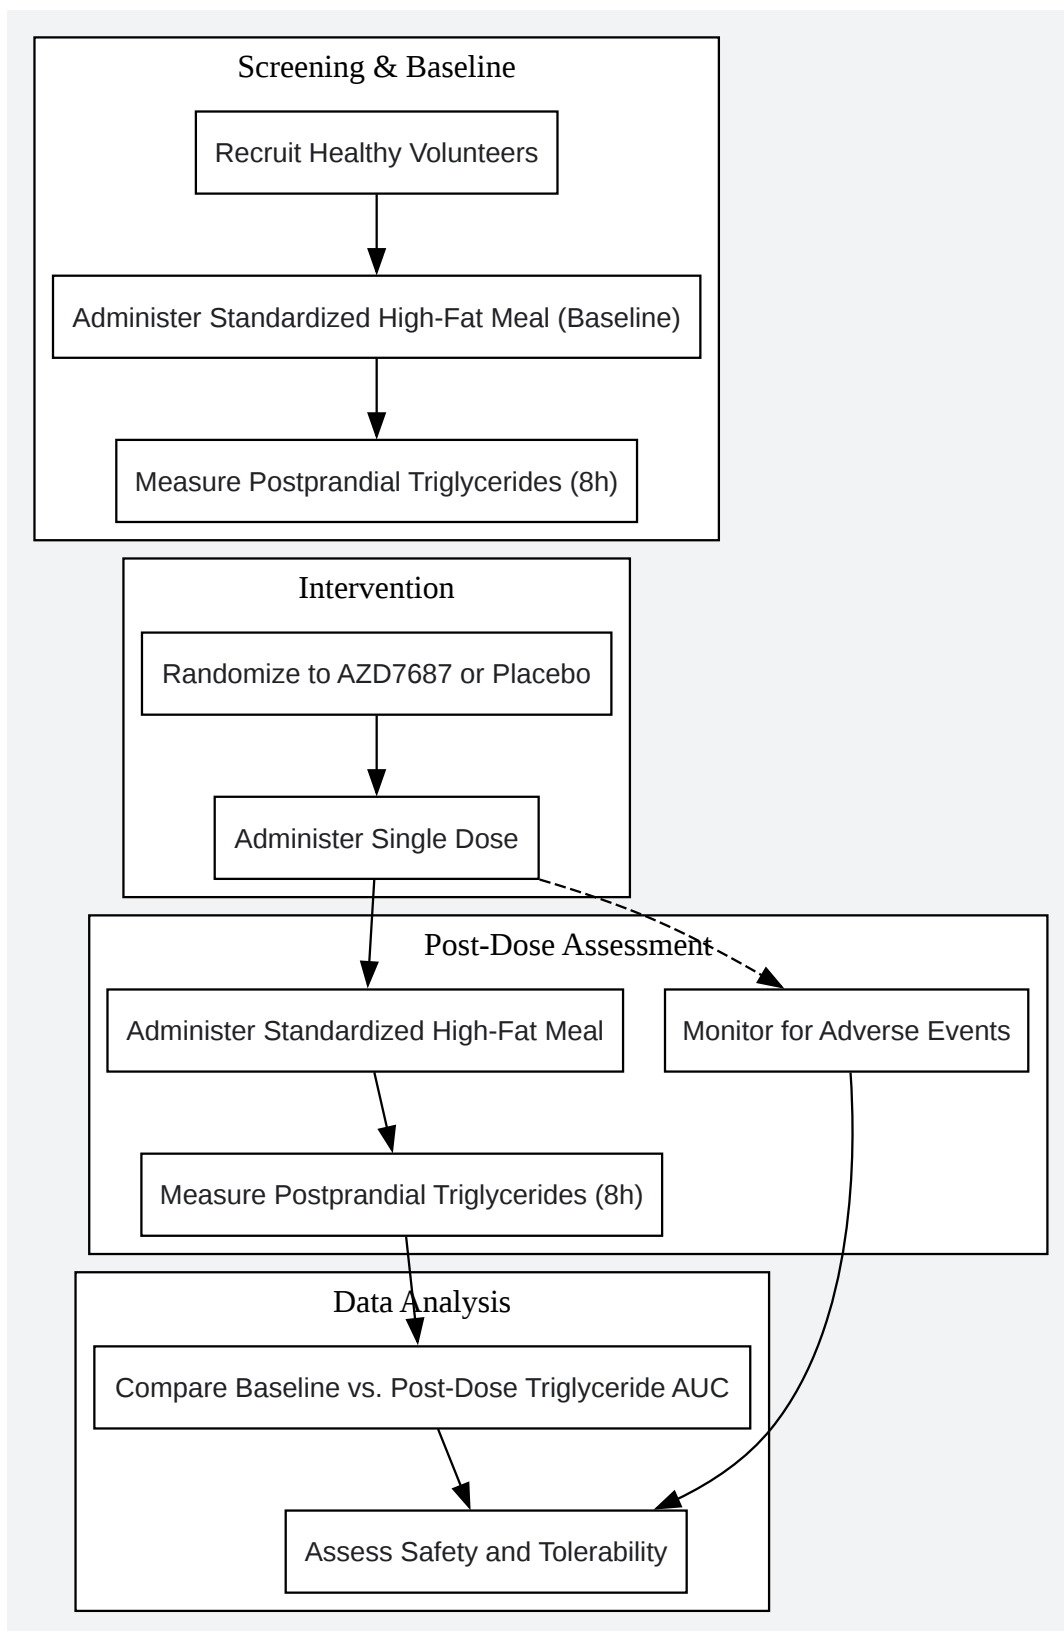 Screening & Baseline
Recruit Healthy Volunteers
Administer Standardized High-Fat Meal (Baseline)
Measure Postprandial Triglycerides (8h)
Intervention
Randomize to AZD7687 or Placebo
Administer Single Dose
Post-Dose Assessment
Administer Standardized High-Fat Meal
Monitor for Adverse Events
Measure Postprandial Triglycerides (8h)
Data Analysis
Compare Baseline vs. Post-Dose Triglyceride AUC
Assess Safety and Tolerability